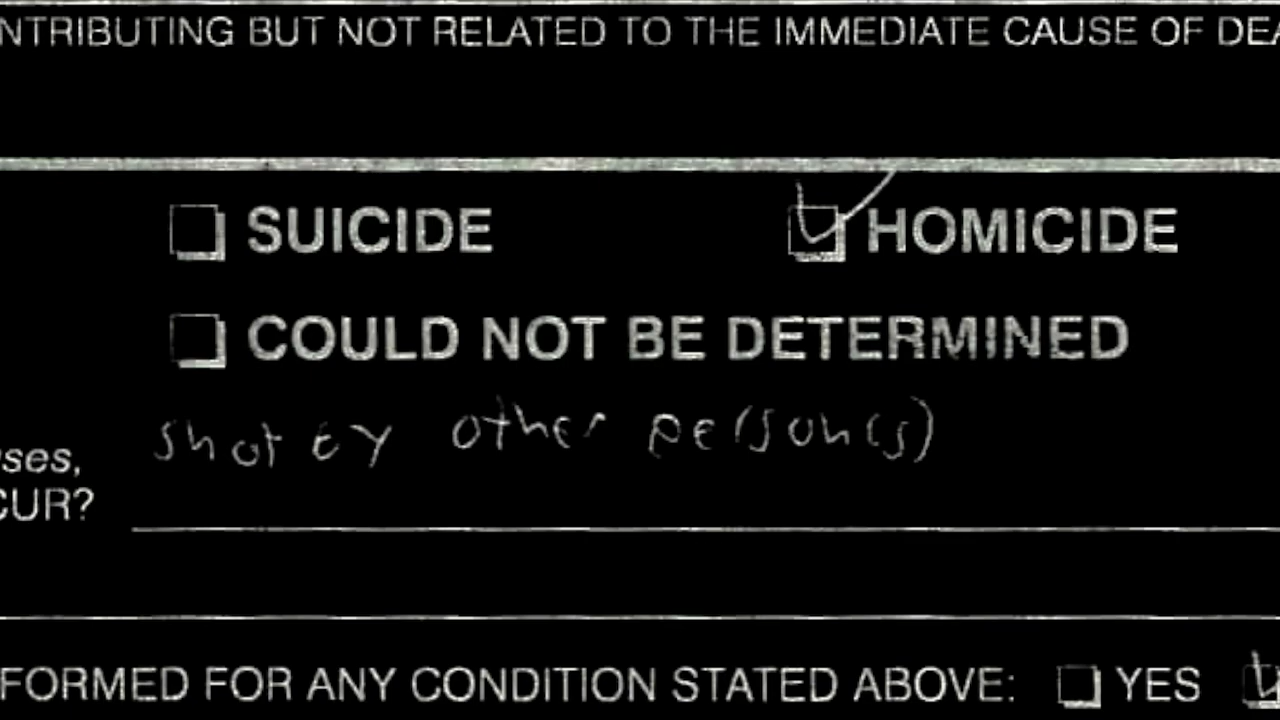 NTRIBUTING BUT NOT RELATED TO THE IMMEDIATE CAUSE OF DEA
SUICIDE HOMICIDE
COULD NOT BE DETERMINED
shot by other person(s)
ses,
CUR?
FORMED FOR ANY CONDITION STATED ABOVE: YES